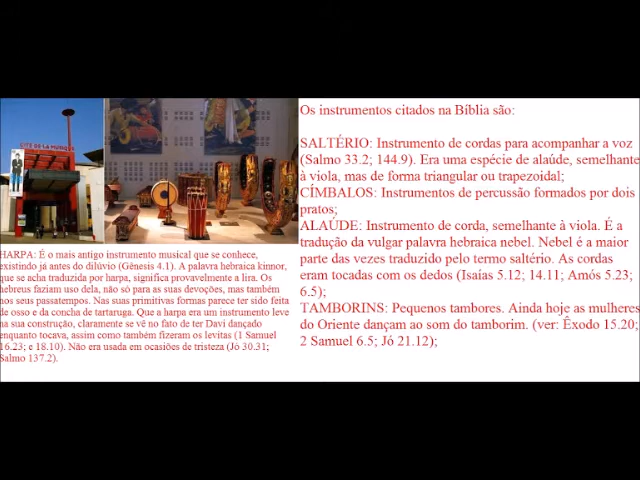 CITE DE LA MUSIQUE
HARPA: É o mais antigo instrumento musical que se conhece,
existindo já antes do dilúvio (Gênesis 4.1). A palavra hebraica kinnor,
que se acha traduzida por harpa, significa provavelmente a lira. Os
hebreus faziam uso dela, não só para as suas devoções, mas também
nos seus passatempos. Nas suas primitivas formas parece ter sido feita
de osso e da concha de tartaruga. Que a harpa era um instrumento leve
na sua construção, claramente se vê no fato de ter Davi dançado
enquanto tocava, assim como também fizeram os levitas (1 Samuel
16.23; e 18.10). Não era usada em ocasiões de tristeza (Jó 30.31;
Salmo 137.2).
Os instrumentos citados na Bíblia são:
SALTÉRIO: Instrumento de cordas para acompanhar a voz
(Salmo 33.2; 144.9). Era uma espécie de alaúde, semelhante
à viola, mas de forma triangular ou trapezoidal;
CÍMBALOS: Instrumentos de percussão formados por dois
pratos;
ALAÚDE: Instrumento de corda, semelhante à viola. É a
tradução da vulgar palavra hebraica nebel. Nebel é a maior
parte das vezes traduzido pelo termo saltério. As cordas
eram tocadas com os dedos (Isaías 5.12; 14.11; Amós 5.23;
6.5);
TAMBORINS: Pequenos tambores. Ainda hoje as mulheres
do Oriente dançam ao som do tamborim. (ver: Êxodo 15.20;
2 Samuel 6.5; Jó 21.12);